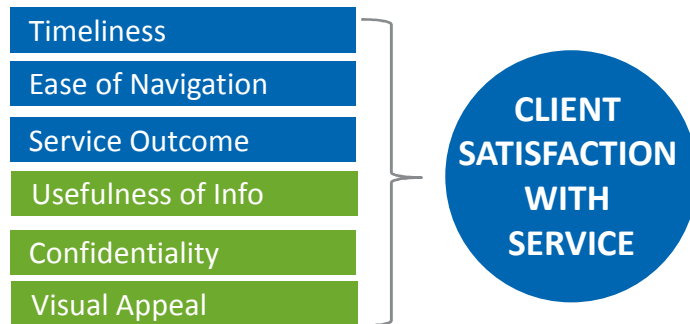 Timeliness
Ease of Navigation
Service Outcome
Usefulness of Info
Confidentiality
Visual Appeal
CLIENT
SATISFACTION
WITH
SERVICE